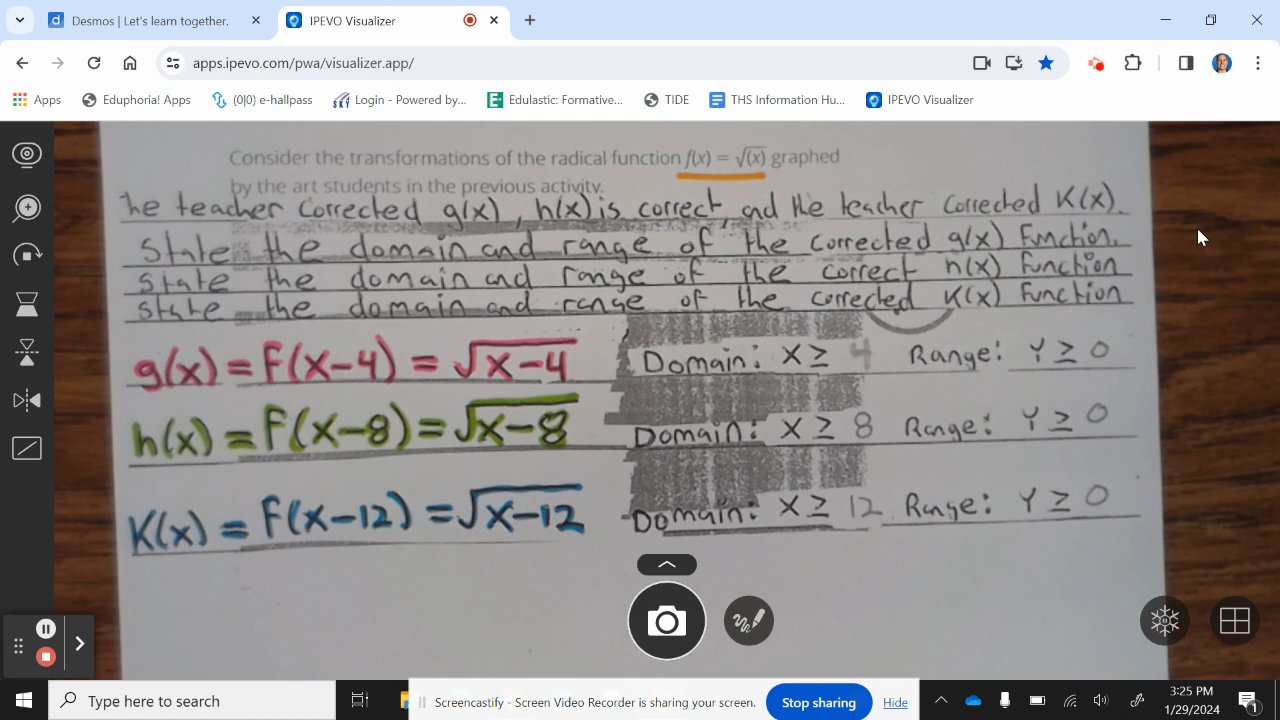 Desmos | Let's learn together.
IPEVO Visualizer
apps.ipevo.com/pwa/visualizer.app/
Apps
Eduphoria! Apps
(0|0) e-hallpass
Login - Powered by...
Edulastic: Formative...
TIDE
THS Information Hu...
IPEVO Visualizer
Consider the transformations of the radical function f(x) = √(x) graphed
by the art students in the previous activity.
he teacher corrected g(x), h(x) is correct, and the teacher corrected K(x).
State the domain and range of the corrected g(x) Function.
state the domain and range of the correct h(x) Function
state the domain and range of the corrected K(x) Function
g(x) = F(x-4) = √x-4 Domain: X ≥ 4 Range: Y ≥ 0
h(x) = F(x-8) = √x-8 Domain: X ≥ 8 Range: Y ≥ 0
K(x) = F(x-12) = √x-12 Domain: X ≥ 12 Range: Y ≥ 0
Type here to search
Screencastify - Screen Video Recorder is sharing your screen.
Stop sharing
Hide
3:25 PM
1/29/2024
1